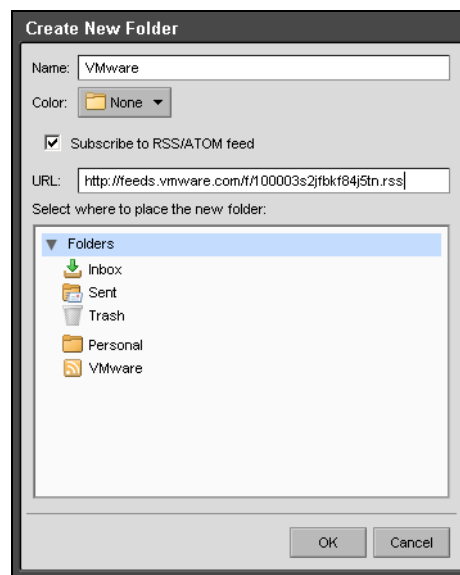 Create New Folder
Name: VMware
Color: None
Subscribe to RSS/ATOM feed
URL: http://feeds.vmware.com/f/100003s2jfbkf84j5tn.rss
Select where to place the new folder:
Folders
Inbox
Sent
Trash
Personal
VMware
OK Cancel